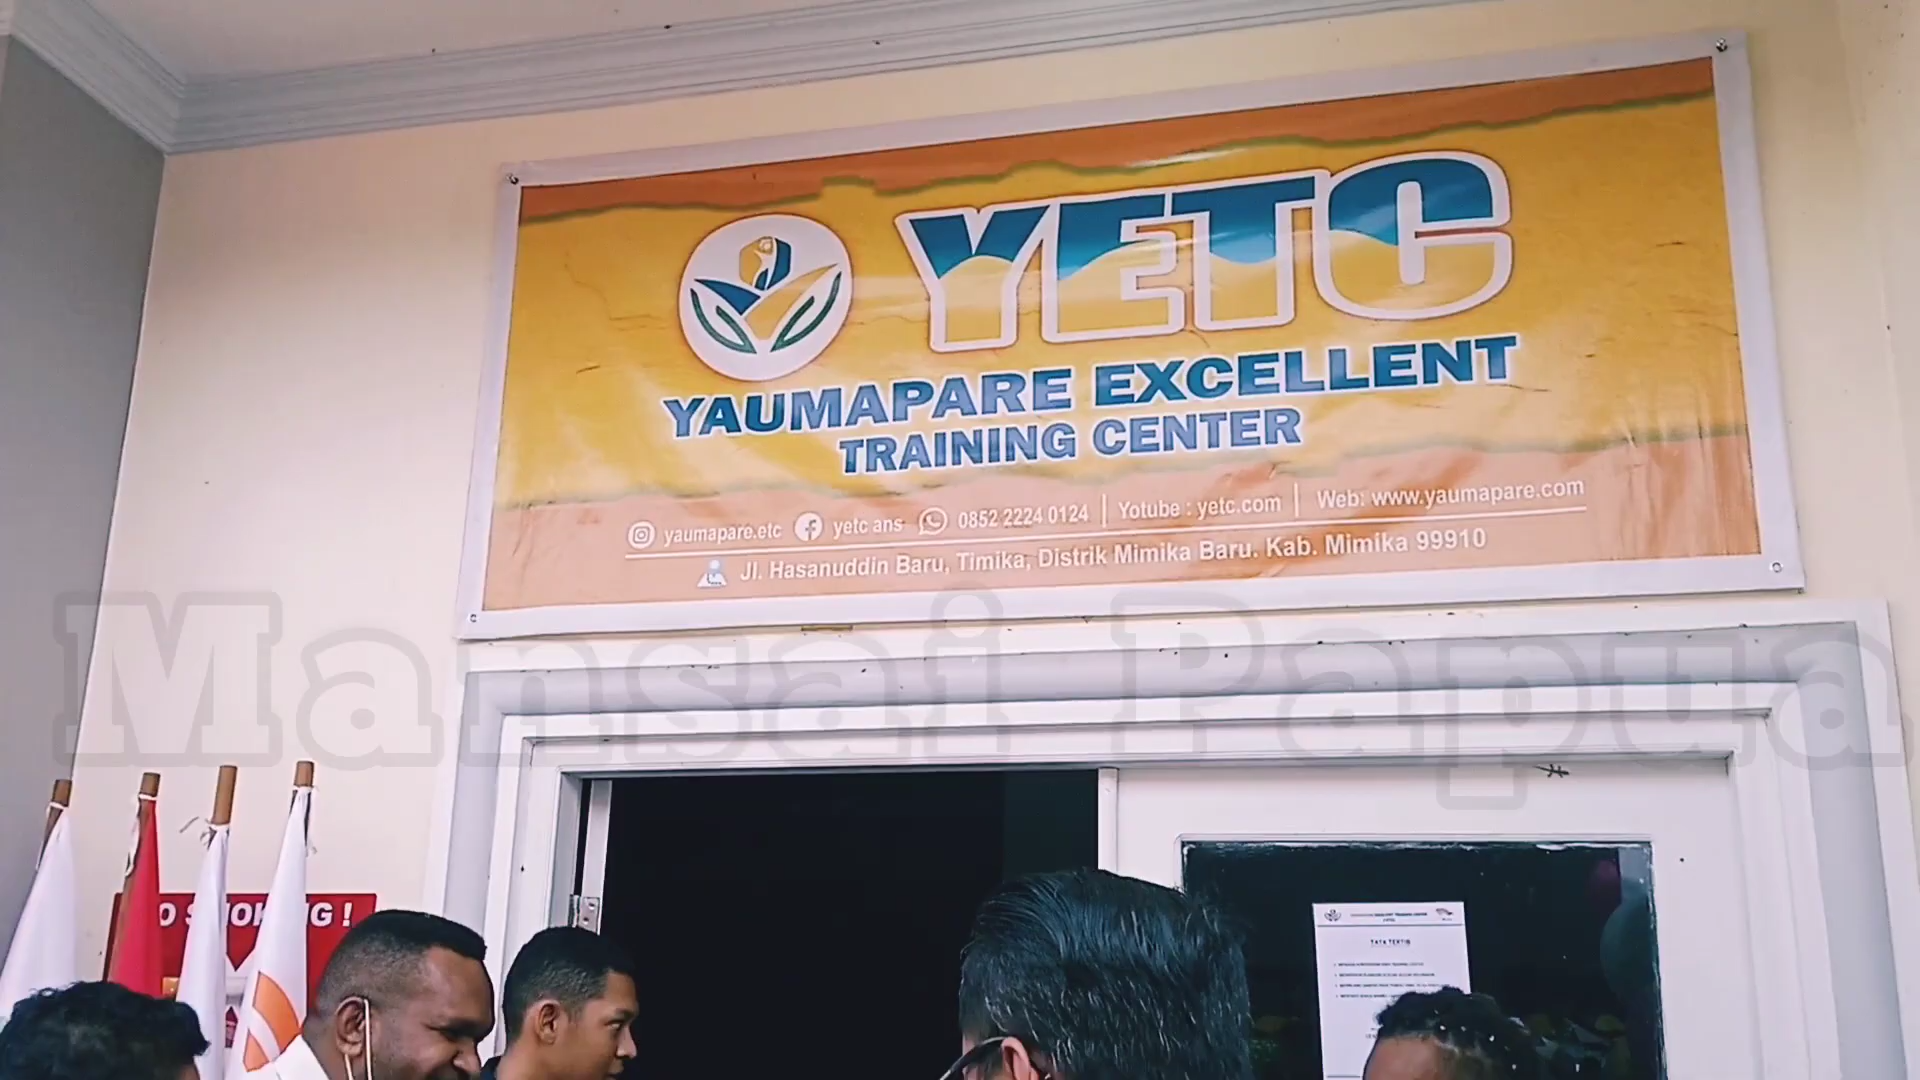 YETC
YAUMAPARE EXCELLENT
TRAINING CENTER
yaumapare.etc yetc ans 0852 2224 0124 | Yotube : yetc.com | Web: www.yaumapare.com
Jl. Hasanuddin Baru, Timika, Distrik Mimika Baru. Kab. Mimika 99910
Mansai Papua
TATA TERTIB